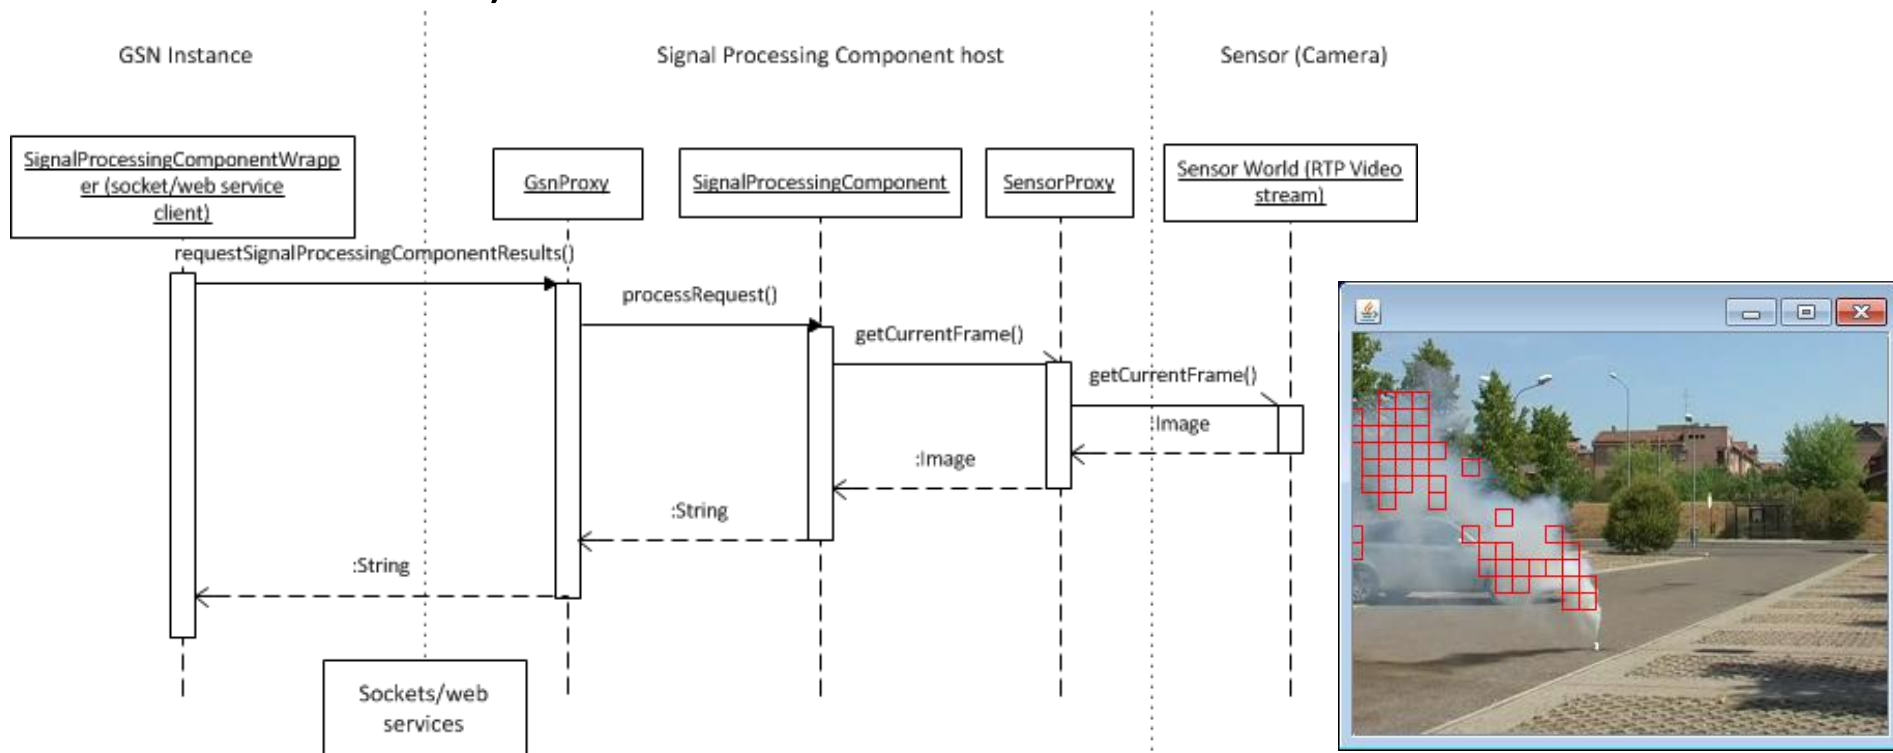 GSN Instance
Signal Processing Component host
Sensor (Camera)
SignalProcessingComponentWrapp
er (socket/web service
client)
GsnProxy
SignalProcessingComponent
SensorProxy
Sensor World (RTP Video
stream)
requestSignalProcessingComponentResults()
processRequest()
getCurrentFrame()
getCurrentFrame()
:Image
:Image
:String
:String
Sockets/web
services